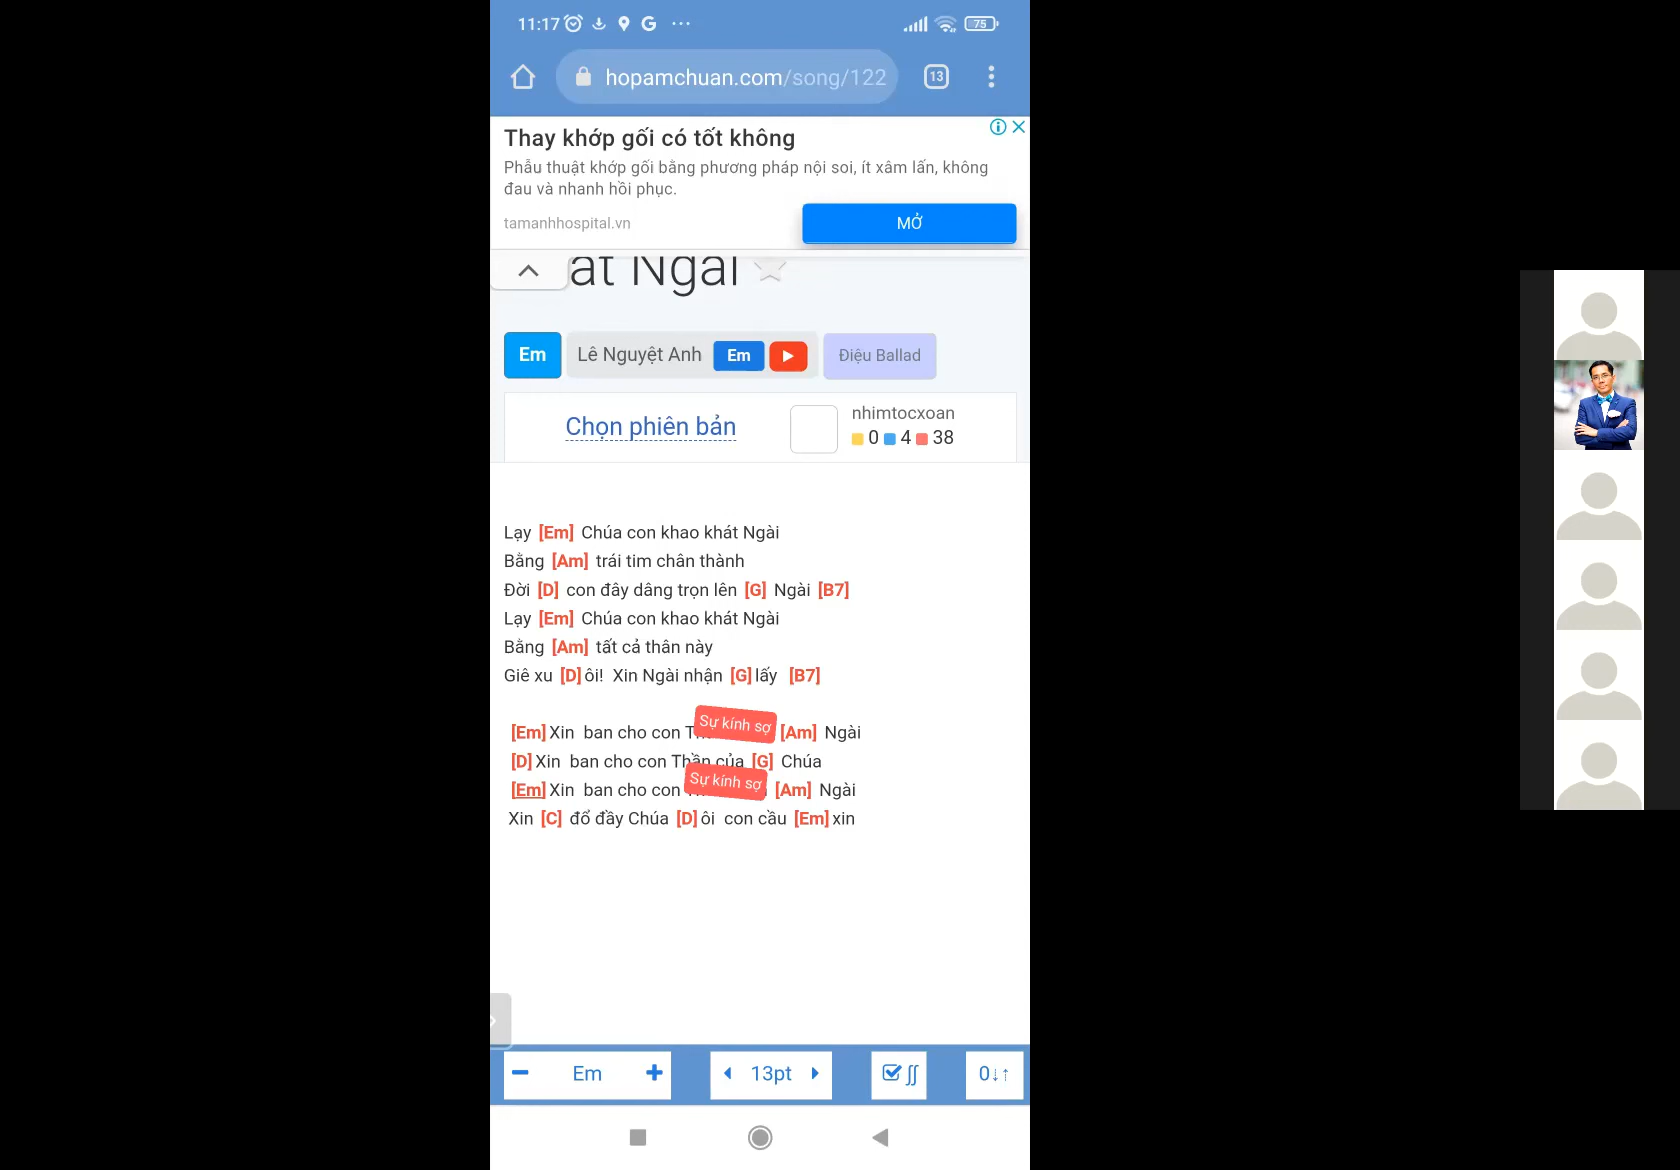 11:17 G ... 75
hopamchuan.com/song/122 13
Thay khớp gối có tốt không
Phẫu thuật khớp gối bằng phương pháp nội soi, ít xâm lấn, không
đau và nhanh hồi phục.
tamanhhospital.vn MỞ
át Ngài
Em Lê Nguyệt Anh Em Điệu Ballad
Chọn phiên bản
nhimtocxoan
0 4 38
Lạy [Em] Chúa con khao khát Ngài
Bằng [Am] trái tim chân thành
Đời [D] con đây dâng trọn lên [G] Ngài [B7]
Lạy [Em] Chúa con khao khát Ngài
Bằng [Am] tất cả thân này
Giê xu [D] ôi! Xin Ngài nhận [G] lấy [B7]
Sự kính sợ
[Em] Xin ban cho con [Am] Ngài
[D] Xin ban cho con Thần của [G] Chúa
Sự kính sợ
[Em] Xin ban cho con [Am] Ngài
Xin [C] đổ đầy Chúa [D] ôi con cầu [Em] xin
− Em + 13pt ∫∫ 0↓↑